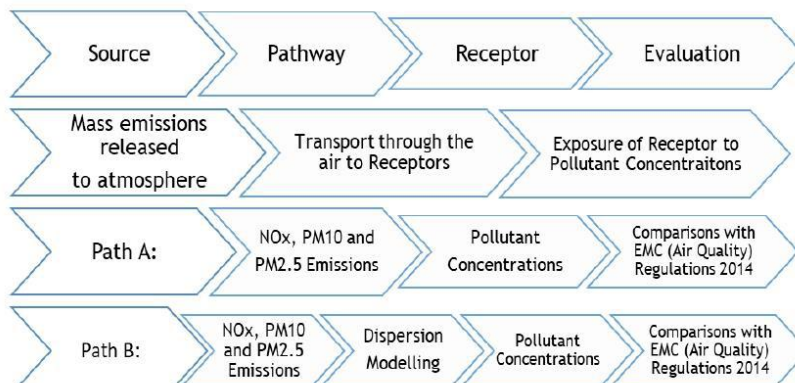 Source
Pathway
Receptor
Evaluation
Mass emissions
released
to atmosphere
Transport through the
air to Receptors
Exposure of Receptor to
Pollutant Concentraitons
Path A:
NOx, PM10 and
PM2.5 Emissions
Pollutant
Concentrations
Comparisons with
EMC (Air Quality)
Regulations 2014
Path B:
NOx, PM10
and PM2.5
Emissions
Dispersion
Modelling
Pollutant
Concentrations
Comparisons with
EMC (Air Quality)
Regulations 2014